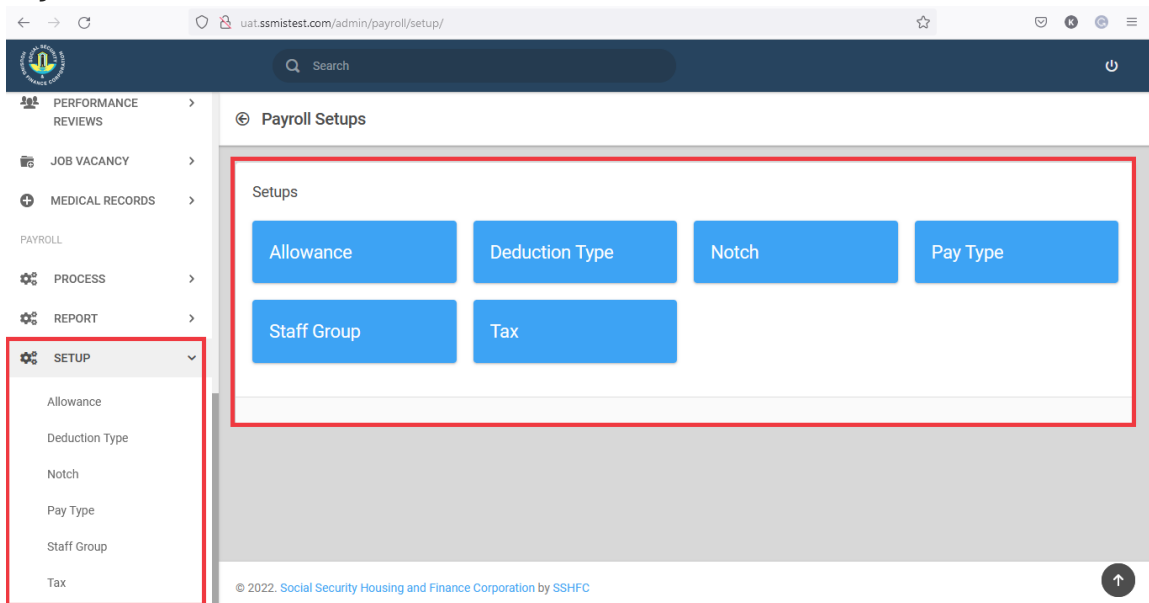 uat.ssmistest.com/admin/payroll/setup/
K
Search
PERFORMANCE
REVIEWS
JOB VACANCY
MEDICAL RECORDS
PAYROLL
PROCESS
REPORT
SETUP
Allowance
Deduction Type
Notch
Pay Type
Staff Group
Tax
Payroll Setups
Setups
Allowance
Deduction Type
Notch
Pay Type
Staff Group
Tax
© 2022. Social Security Housing and Finance Corporation by SSHFC